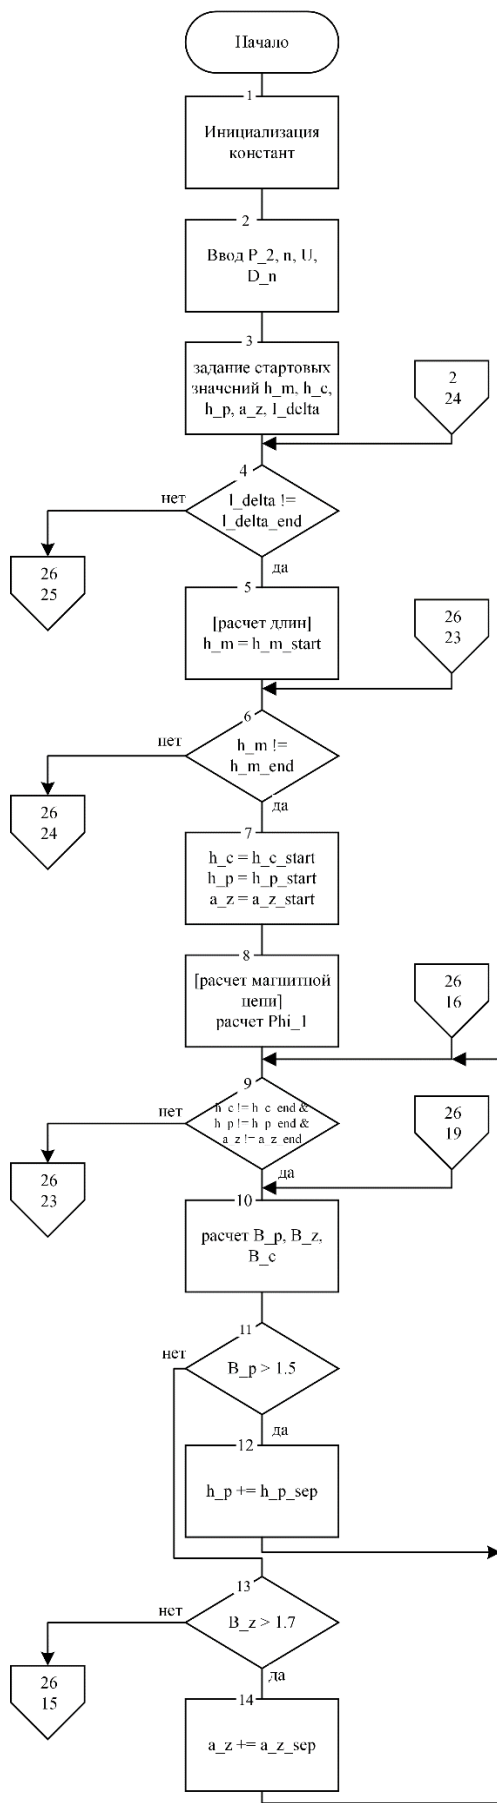 Начало
1
Инициализация
констант
2
Ввод P_2, n, U,
D_n
3
задание стартовых
значений h_m, h_c,
h_p, a_z, l_delta
2
24
4
нет
l_delta !=
l_delta_end
да
26
25
5
[расчет длин]
h_m = h_m_start
26
23
6
нет
h_m !=
h_m_end
да
26
24
7
h_c = h_c_start
h_p = h_p_start
a_z = a_z_start
8
[расчет магнитной
цепи]
расчет Phi_1
26
16
9
нет
h_c != h_c_end &
h_p != h_p_end &
a_z != a_z_end
да
26
23
26
19
10
расчет B_p, B_z,
B_c
11
нет
B_p > 1.5
да
12
h_p += h_p_sep
13
нет
B_z > 1.7
да
26
15
14
a_z += a_z_sep